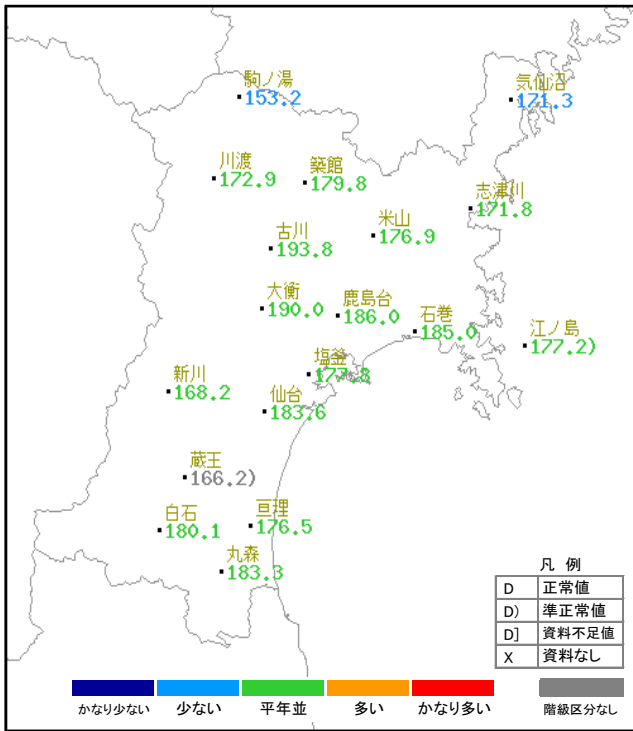 駒ノ湯
153.2
気仙沼
171.3
川渡
172.9
築館
179.8
志津川
171.8
米山
176.9
古川
193.8
大衡
190.0
鹿島台
186.0
石巻
185.0
江ノ島
177.2)
塩釜
177.8
新川
168.2
仙台
183.6
蔵王
166.2)
白石
180.1
亘理
176.5
丸森
183.3
凡 例
D 正常値
D) 準正常値
D] 資料不足値
X 資料なし
かなり少ない 少ない 平年並 多い かなり多い 階級区分なし